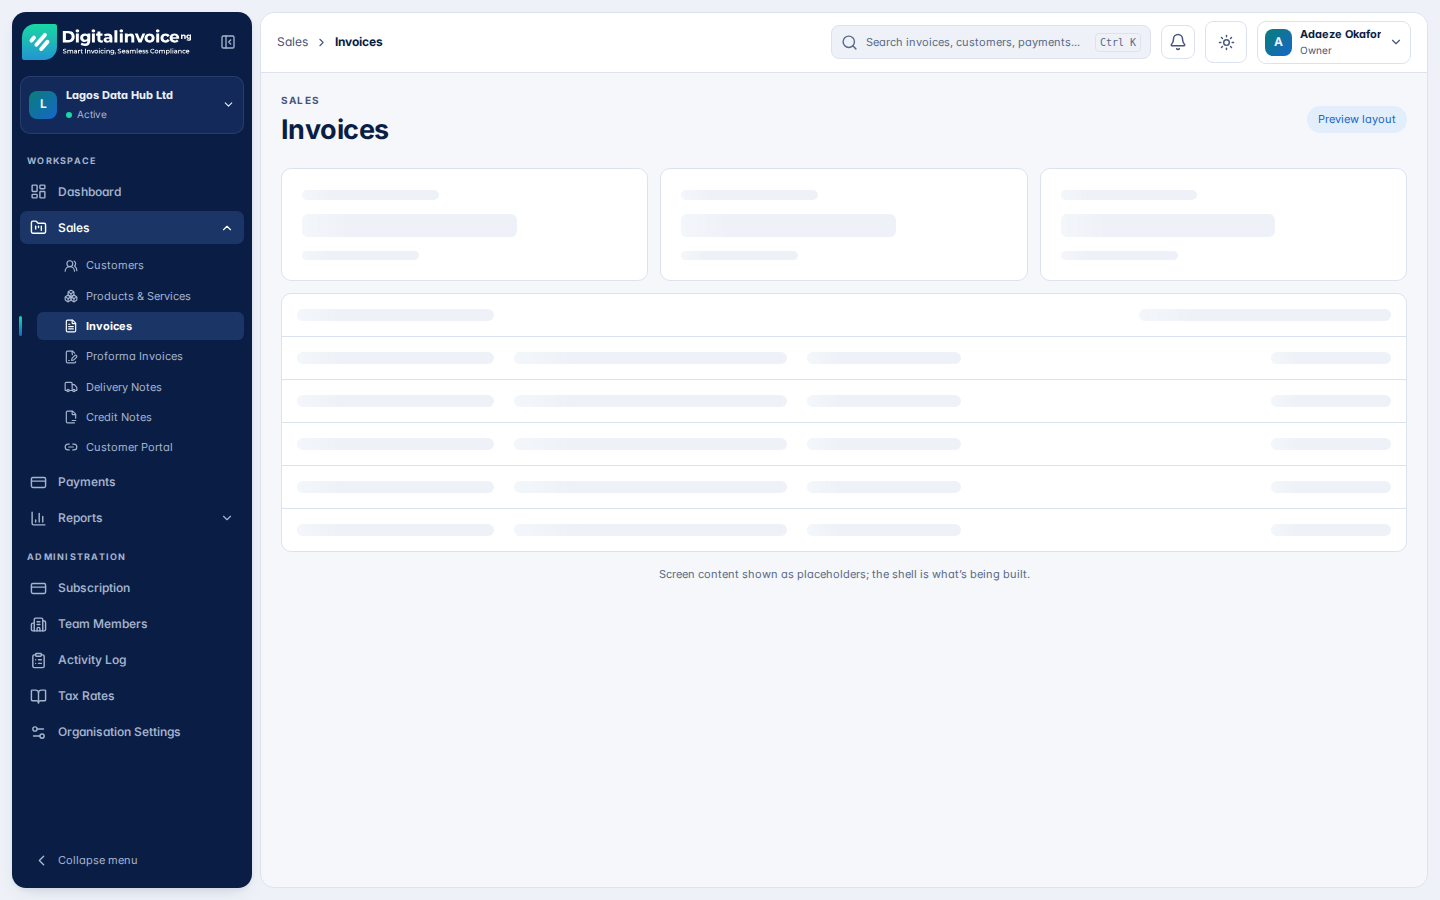 Digitalinvoice ng
Smart Invoicing, Seamless Compliance
L
Lagos Data Hub Ltd
Active
WORKSPACE
Dashboard
Sales
Customers
Products & Services
Invoices
Proforma Invoices
Delivery Notes
Credit Notes
Customer Portal
Payments
Reports
ADMINISTRATION
Subscription
Team Members
Activity Log
Tax Rates
Organisation Settings
Collapse menu
Sales > Invoices
Search invoices, customers, payments... Ctrl K
A
Adaeze Okafor
Owner
SALES
Invoices
Preview layout
Screen content shown as placeholders; the shell is what's being built.